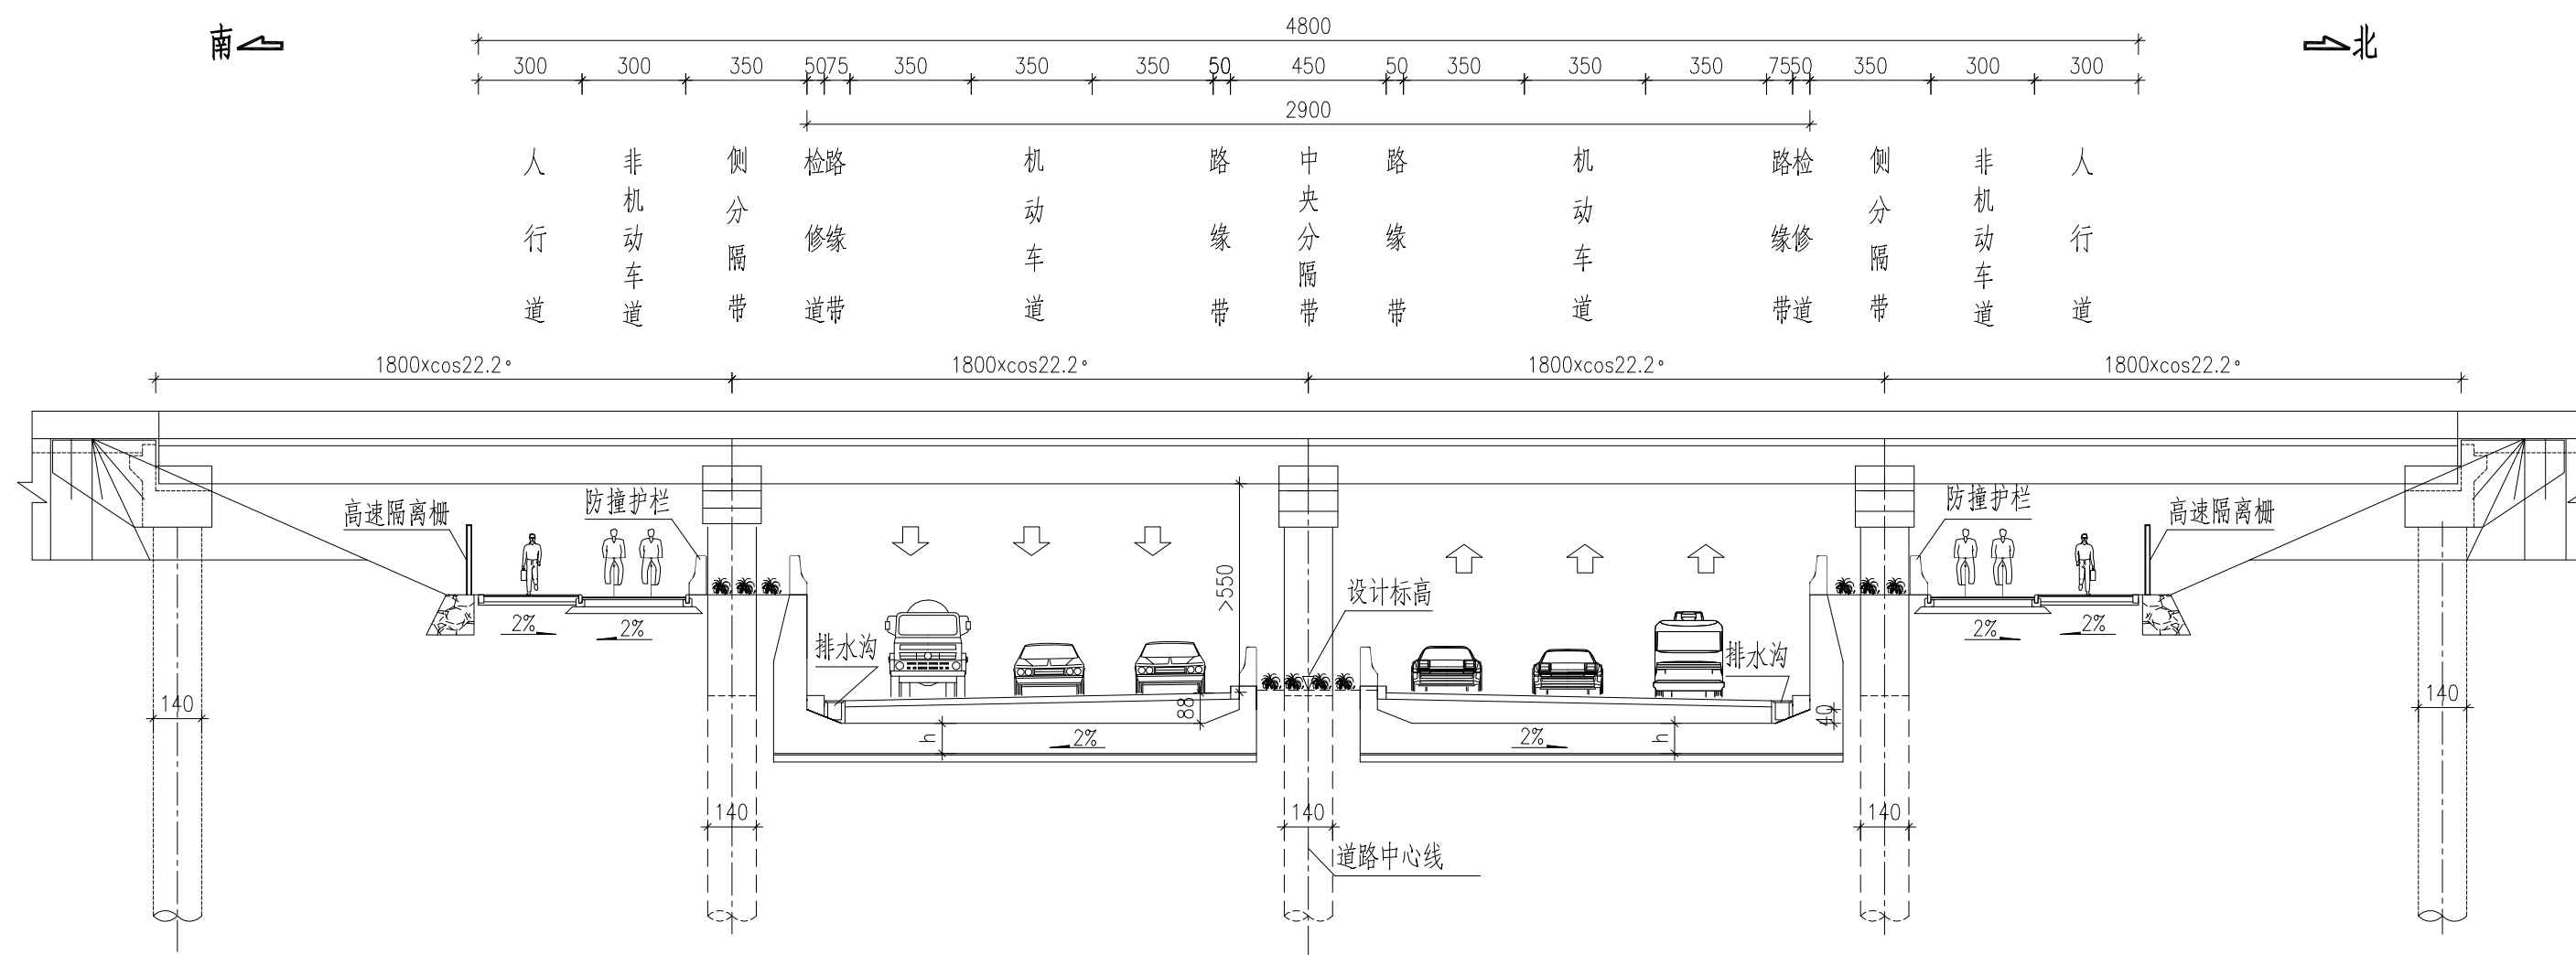 4800
南
北
300 300 350 50 75 350 350 350 50 450 50 350 350 350 75 50 350 300 300
2900
人行道
非机动车道
侧分隔带
检修道
路缘带
机动车道
路缘带
中央分隔带
路缘带
机动车道
路缘带
检修道
侧分隔带
非机动车道
人行道
1800xcos22.2° 1800xcos22.2° 1800xcos22.2° 1800xcos22.2°
高速隔离栅
防撞护栏
防撞护栏
高速隔离栅
>550
设计标高
2% 2%
2% 2%
排水沟
排水沟
140
88
40
140
h
2%
2%
h
140
140
140
道路中心线